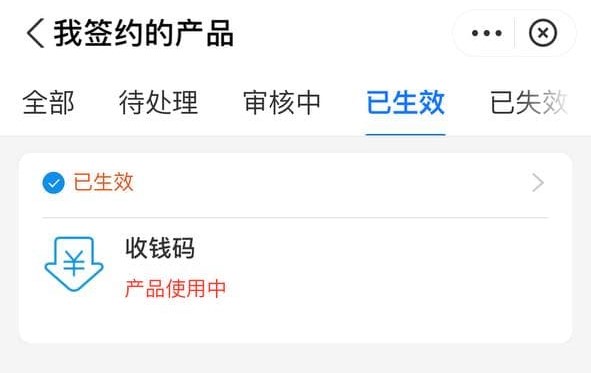 我签约的产品
全部 待处理 审核中 已生效 已失效
已生效
收钱码
产品使用中